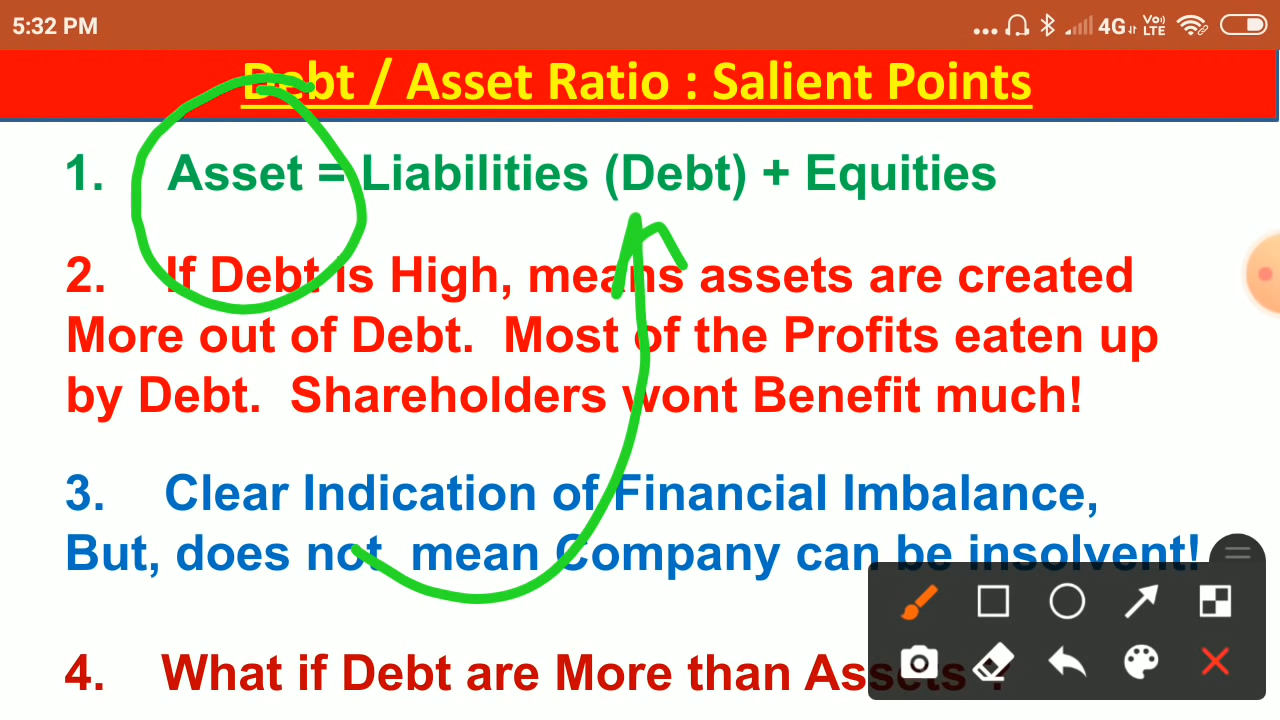 5:32 PM
4G Vo) LTE
Debt / Asset Ratio : Salient Points
1. Asset = Liabilities (Debt) + Equities
2. If Debt is High, means assets are created
More out of Debt. Most of the Profits eaten up
by Debt. Shareholders wont Benefit much!
3. Clear Indication of Financial Imbalance,
But, does not mean Company can be insolvent!
4. What if Debt are More than Assets ?